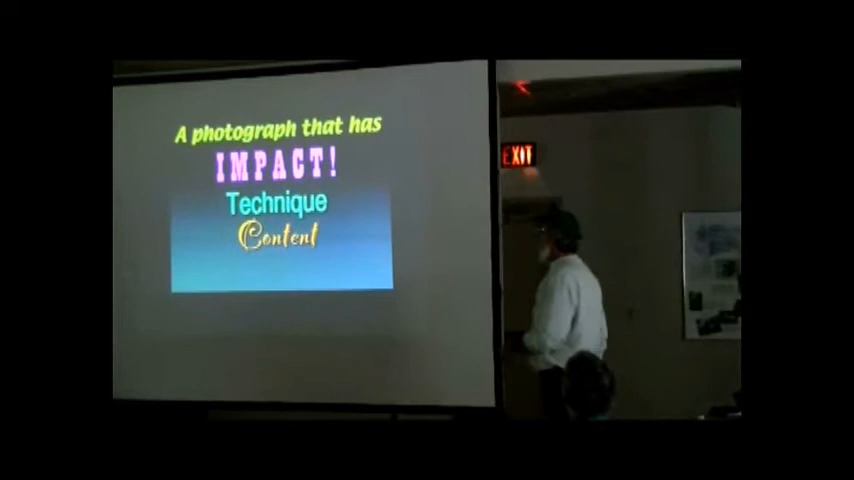 A photograph that has
IMPACT!
Technique
Content
EXIT